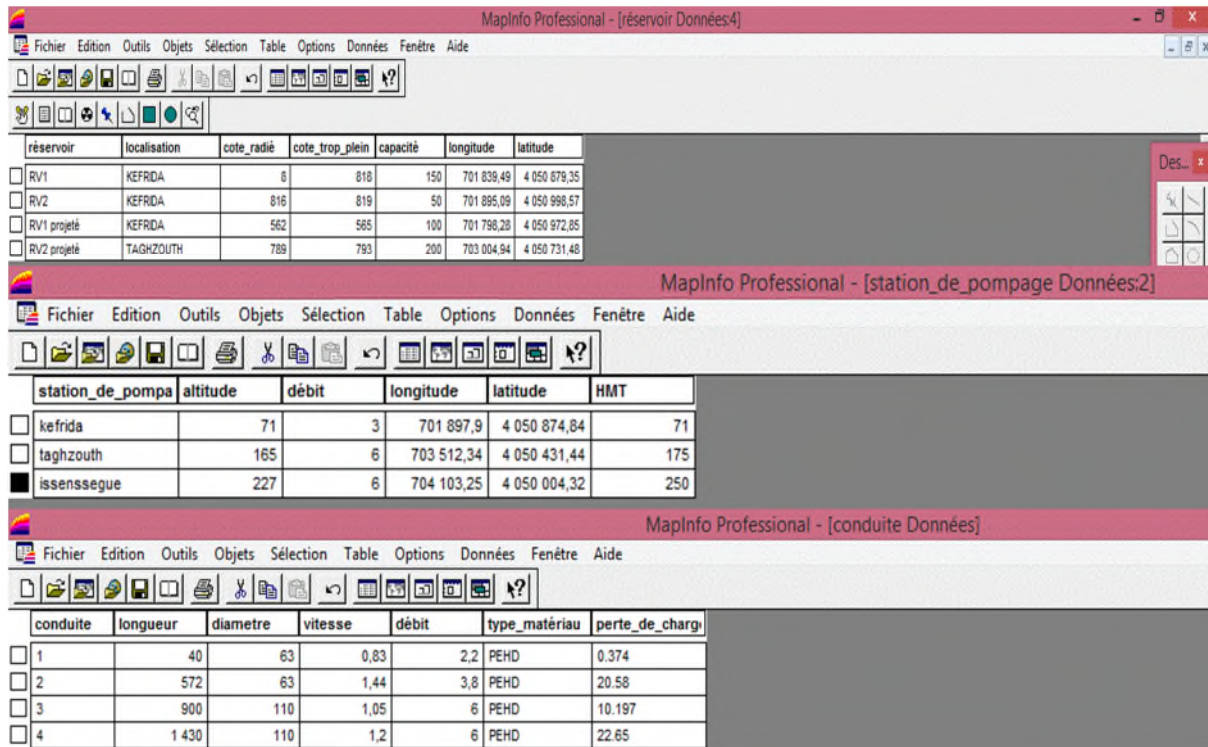 MapInfo Professional - [réservoir Données:4]
Fichier Edition Outils Objets Sélection Table Options Données Fenêtre Aide
réservoir localisation cote_radié cote_trop_plein capacité longitude latitude
RV1 KEFRIDA 8 818 150 701 839,49 4 050 879,35
RV2 KEFRIDA 816 819 50 701 895,09 4 050 998,57
RV1 projeté KEFRIDA 562 565 100 701 798,28 4 050 972,85
RV2 projeté TAGHZOUTH 789 793 200 703 004,94 4 050 731,48
Des...
MapInfo Professional - [station_de_pompage Données:2]
Fichier Edition Outils Objets Sélection Table Options Données Fenêtre Aide
station_de_pompa altitude débit longitude latitude HMT
kefrida 71 3 701 897,9 4 050 874,84 71
taghzouth 165 6 703 512,34 4 050 431,44 175
issenssegue 227 6 704 103,25 4 050 004,32 250
MapInfo Professional - [conduite Données]
Fichier Edition Outils Objets Sélection Table Options Données Fenêtre Aide
conduite longueur diametre vitesse débit type_matériau perte_de_charg
1 40 63 0,83 2,2 PEHD 0.374
2 572 63 1,44 3,8 PEHD 20.58
3 900 110 1,05 6 PEHD 10.197
4 1 430 110 1,2 6 PEHD 22.65